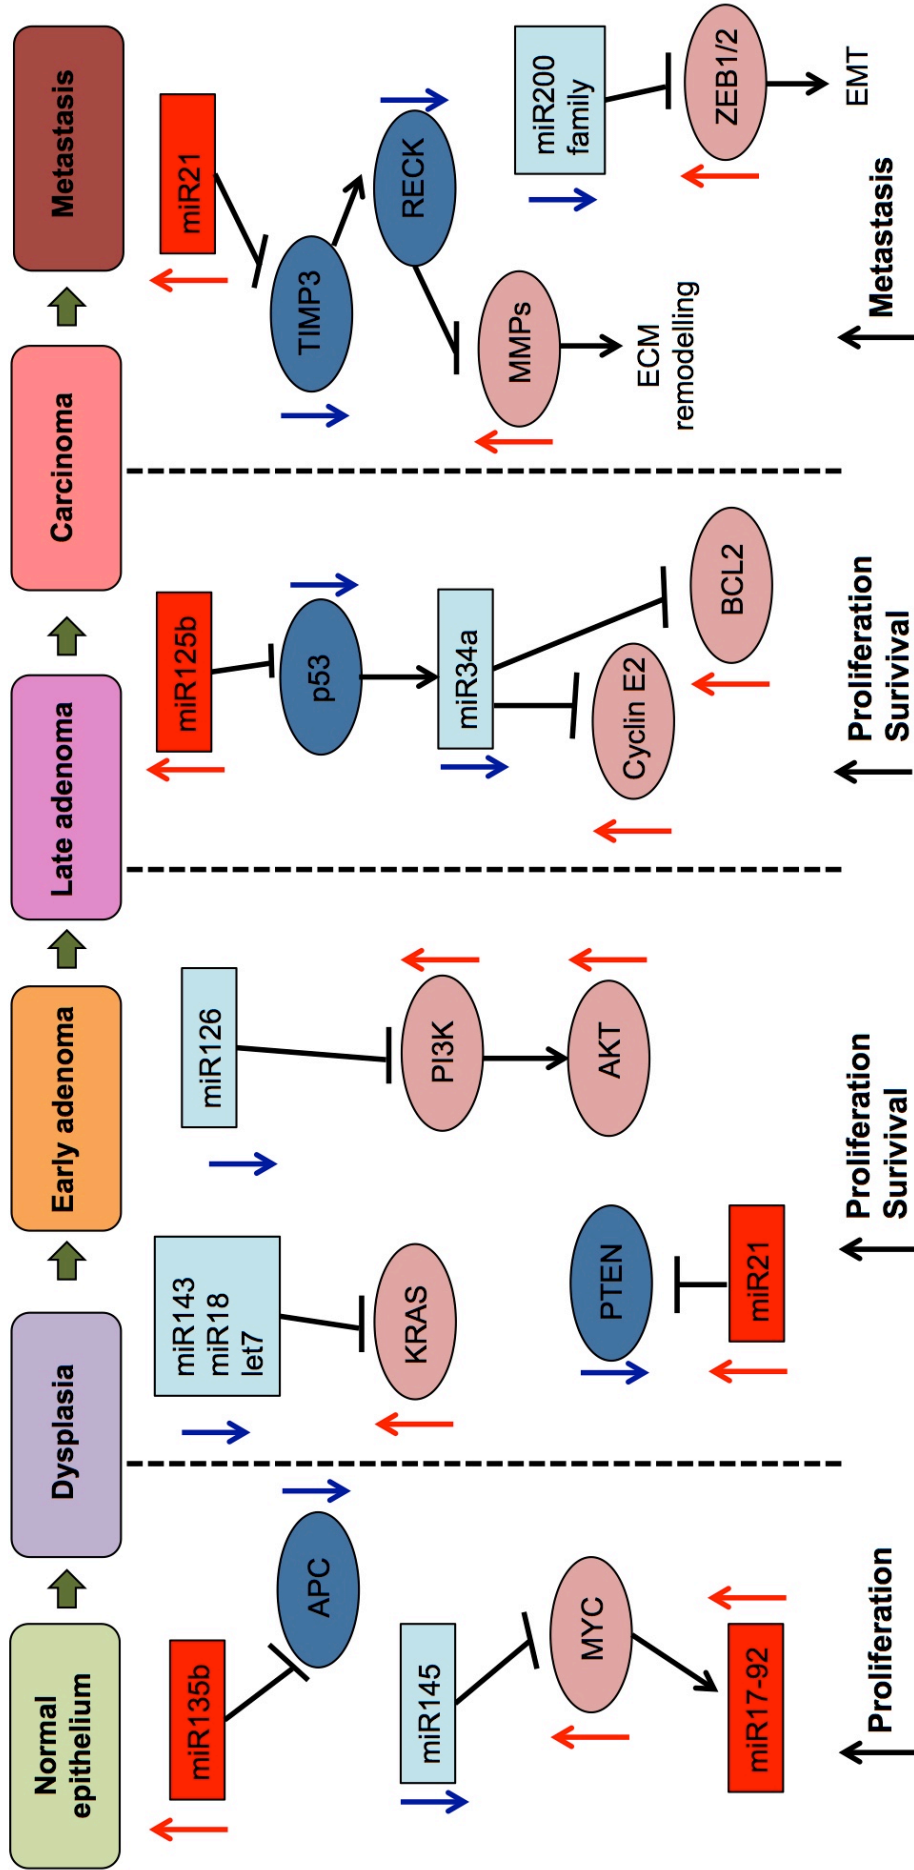 Normal
epithelium
Dysplasia
Early adenoma
Late adenoma
Carcinoma
Metastasis
miR135b
APC
miR145
MYC
miR17-92
Proliferation
miR143
miR18
let7
KRAS
miR126
PI3K
AKT
PTEN
miR21
Proliferation
Surivival
miR125b
p53
miR34a
Cyclin E2
BCL2
Proliferation
Surivival
miR21
TIMP3
RECK
MMPs
ECM
remodelling
miR200
family
ZEB1/2
EMT
Metastasis